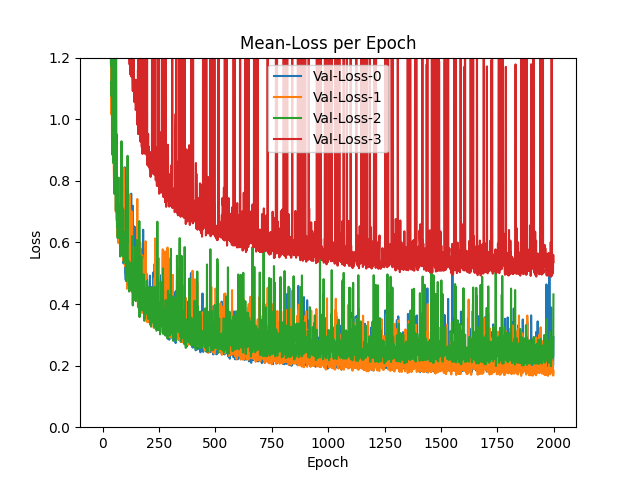 Mean-Loss per Epoch
1.2
1.0
0.8
0.6
0.4
0.2
0.0
Loss
Val-Loss-0
Val-Loss-1
Val-Loss-2
Val-Loss-3
0 250 500 750 1000 1250 1500 1750 2000
Epoch